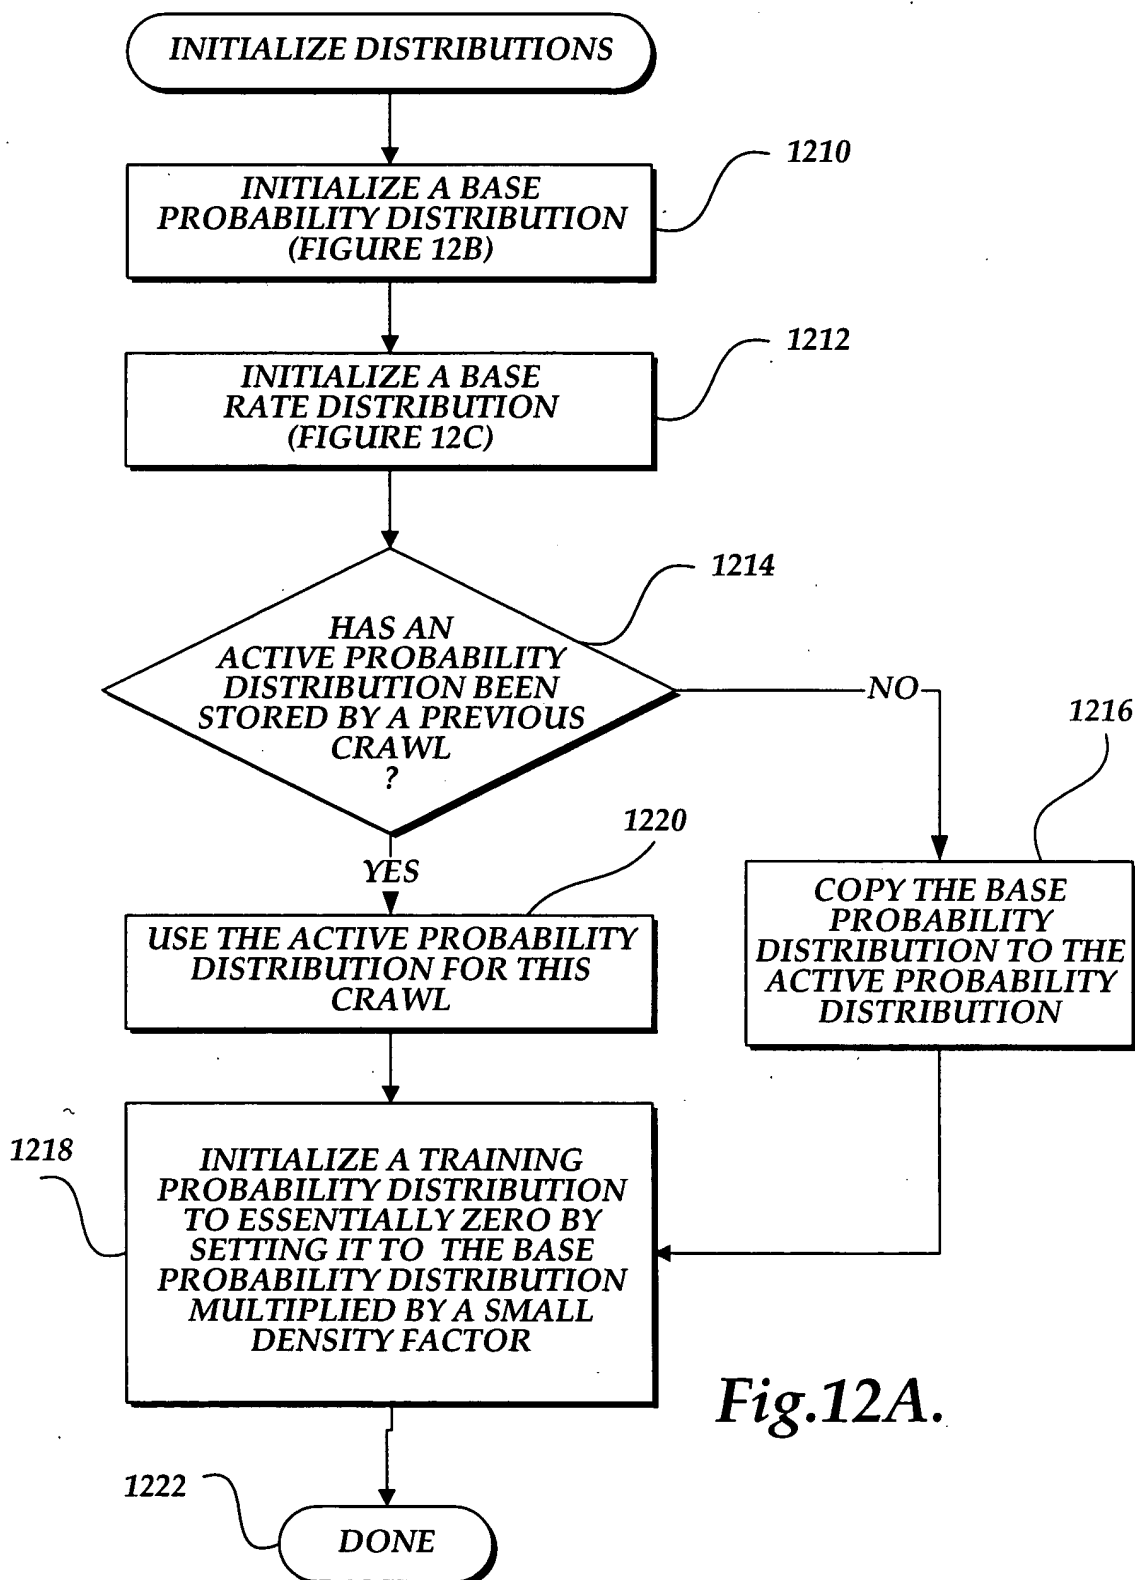 INITIALIZE DISTRIBUTIONS
1210
INITIALIZE A BASE
PROBABILITY DISTRIBUTION
(FIGURE 12B)
1212
INITIALIZE A BASE
RATE DISTRIBUTION
(FIGURE 12C)
1214
HAS AN
ACTIVE PROBABILITY
DISTRIBUTION BEEN
STORED BY A PREVIOUS
CRAWL
?
NO
1216
1220
YES
COPY THE BASE
PROBABILITY
DISTRIBUTION TO THE
ACTIVE PROBABILITY
DISTRIBUTION
USE THE ACTIVE PROBABILITY
DISTRIBUTION FOR THIS
CRAWL
1218
INITIALIZE A TRAINING
PROBABILITY DISTRIBUTION
TO ESSENTIALLY ZERO BY
SETTING IT TO THE BASE
PROBABILITY DISTRIBUTION
MULTIPLIED BY A SMALL
DENSITY FACTOR
Fig.12A.
1222
DONE